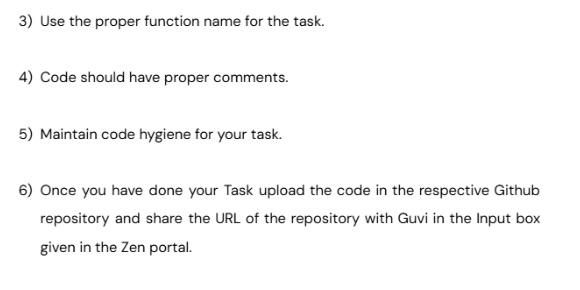 3) Use the proper function name for the task.
4) Code should have proper comments.
5) Maintain code hygiene for your task.
6) Once you have done your Task upload the code in the respective Github
repository and share the URL of the repository with Guvi in the Input box
given in the Zen portal.